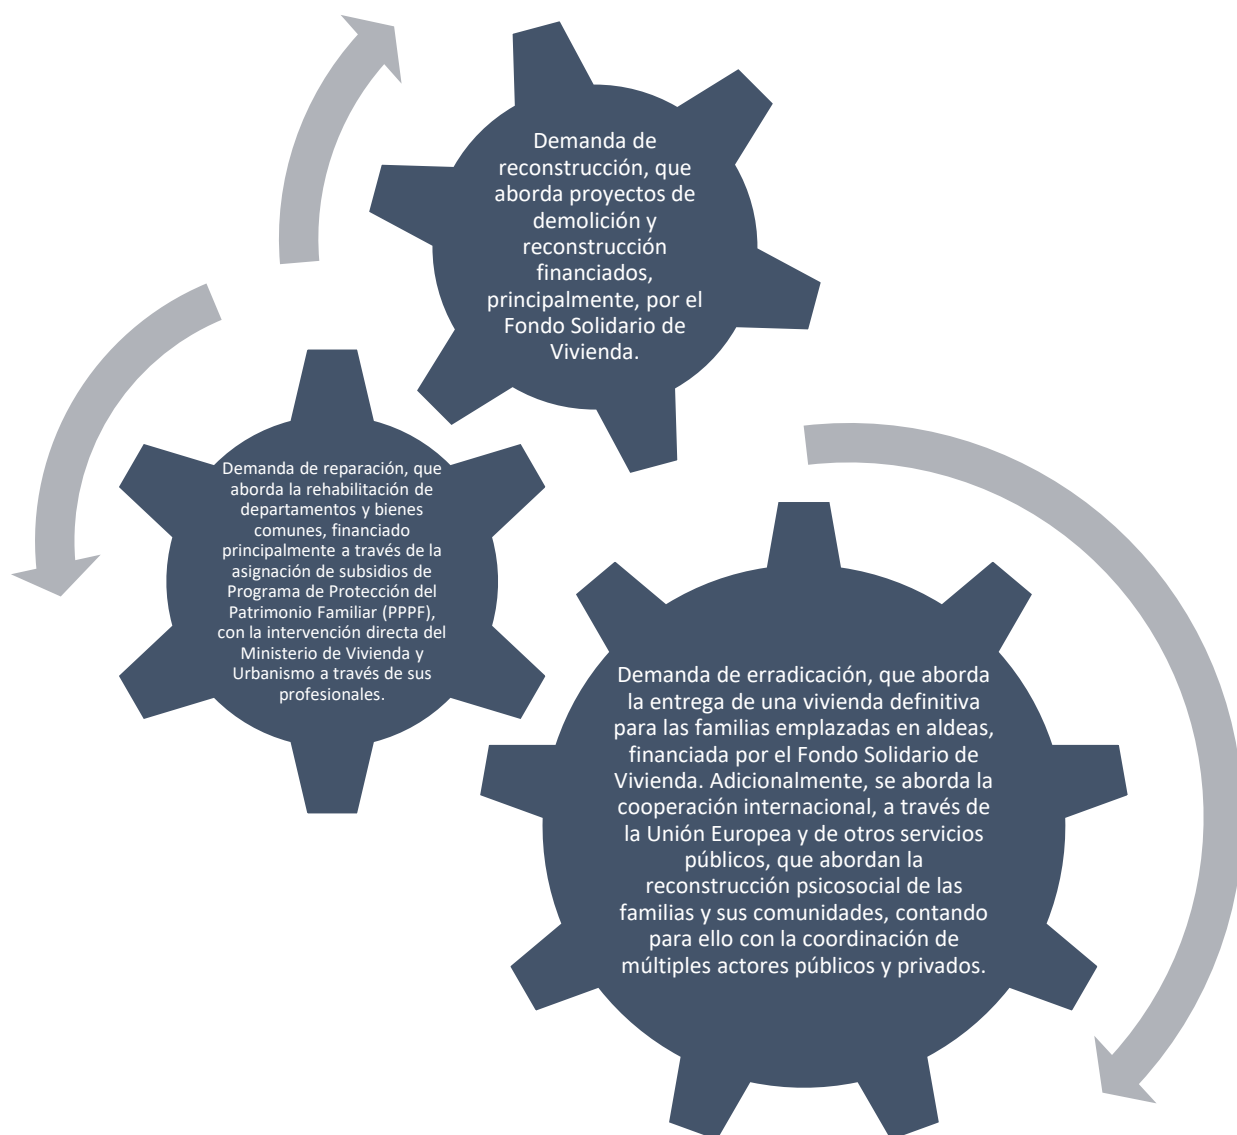 Demanda de
reconstrucción, que
aborda proyectos de
demolición y
reconstrucción
financiados,
principalmente, por el
Fondo Solidario de
Vivienda.
Demanda de reparación, que
aborda la rehabilitación de
departamentos y bienes
comunes, financiado
principalmente a través de la
asignación de subsidios de
Programa de Protección del
Patrimonio Familiar (PPPF),
con la intervención directa del
Ministerio de Vivienda y
Urbanismo a través de sus
profesionales.
Demanda de erradicación, que aborda
la entrega de una vivienda definitiva
para las familias emplazadas en aldeas,
financiada por el Fondo Solidario de
Vivienda. Adicionalmente, se aborda la
cooperación internacional, a través de
la Unión Europea y de otros servicios
públicos, que abordan la
reconstrucción psicosocial de las
familias y sus comunidades, contando
para ello con la coordinación de
múltiples actores públicos y privados.